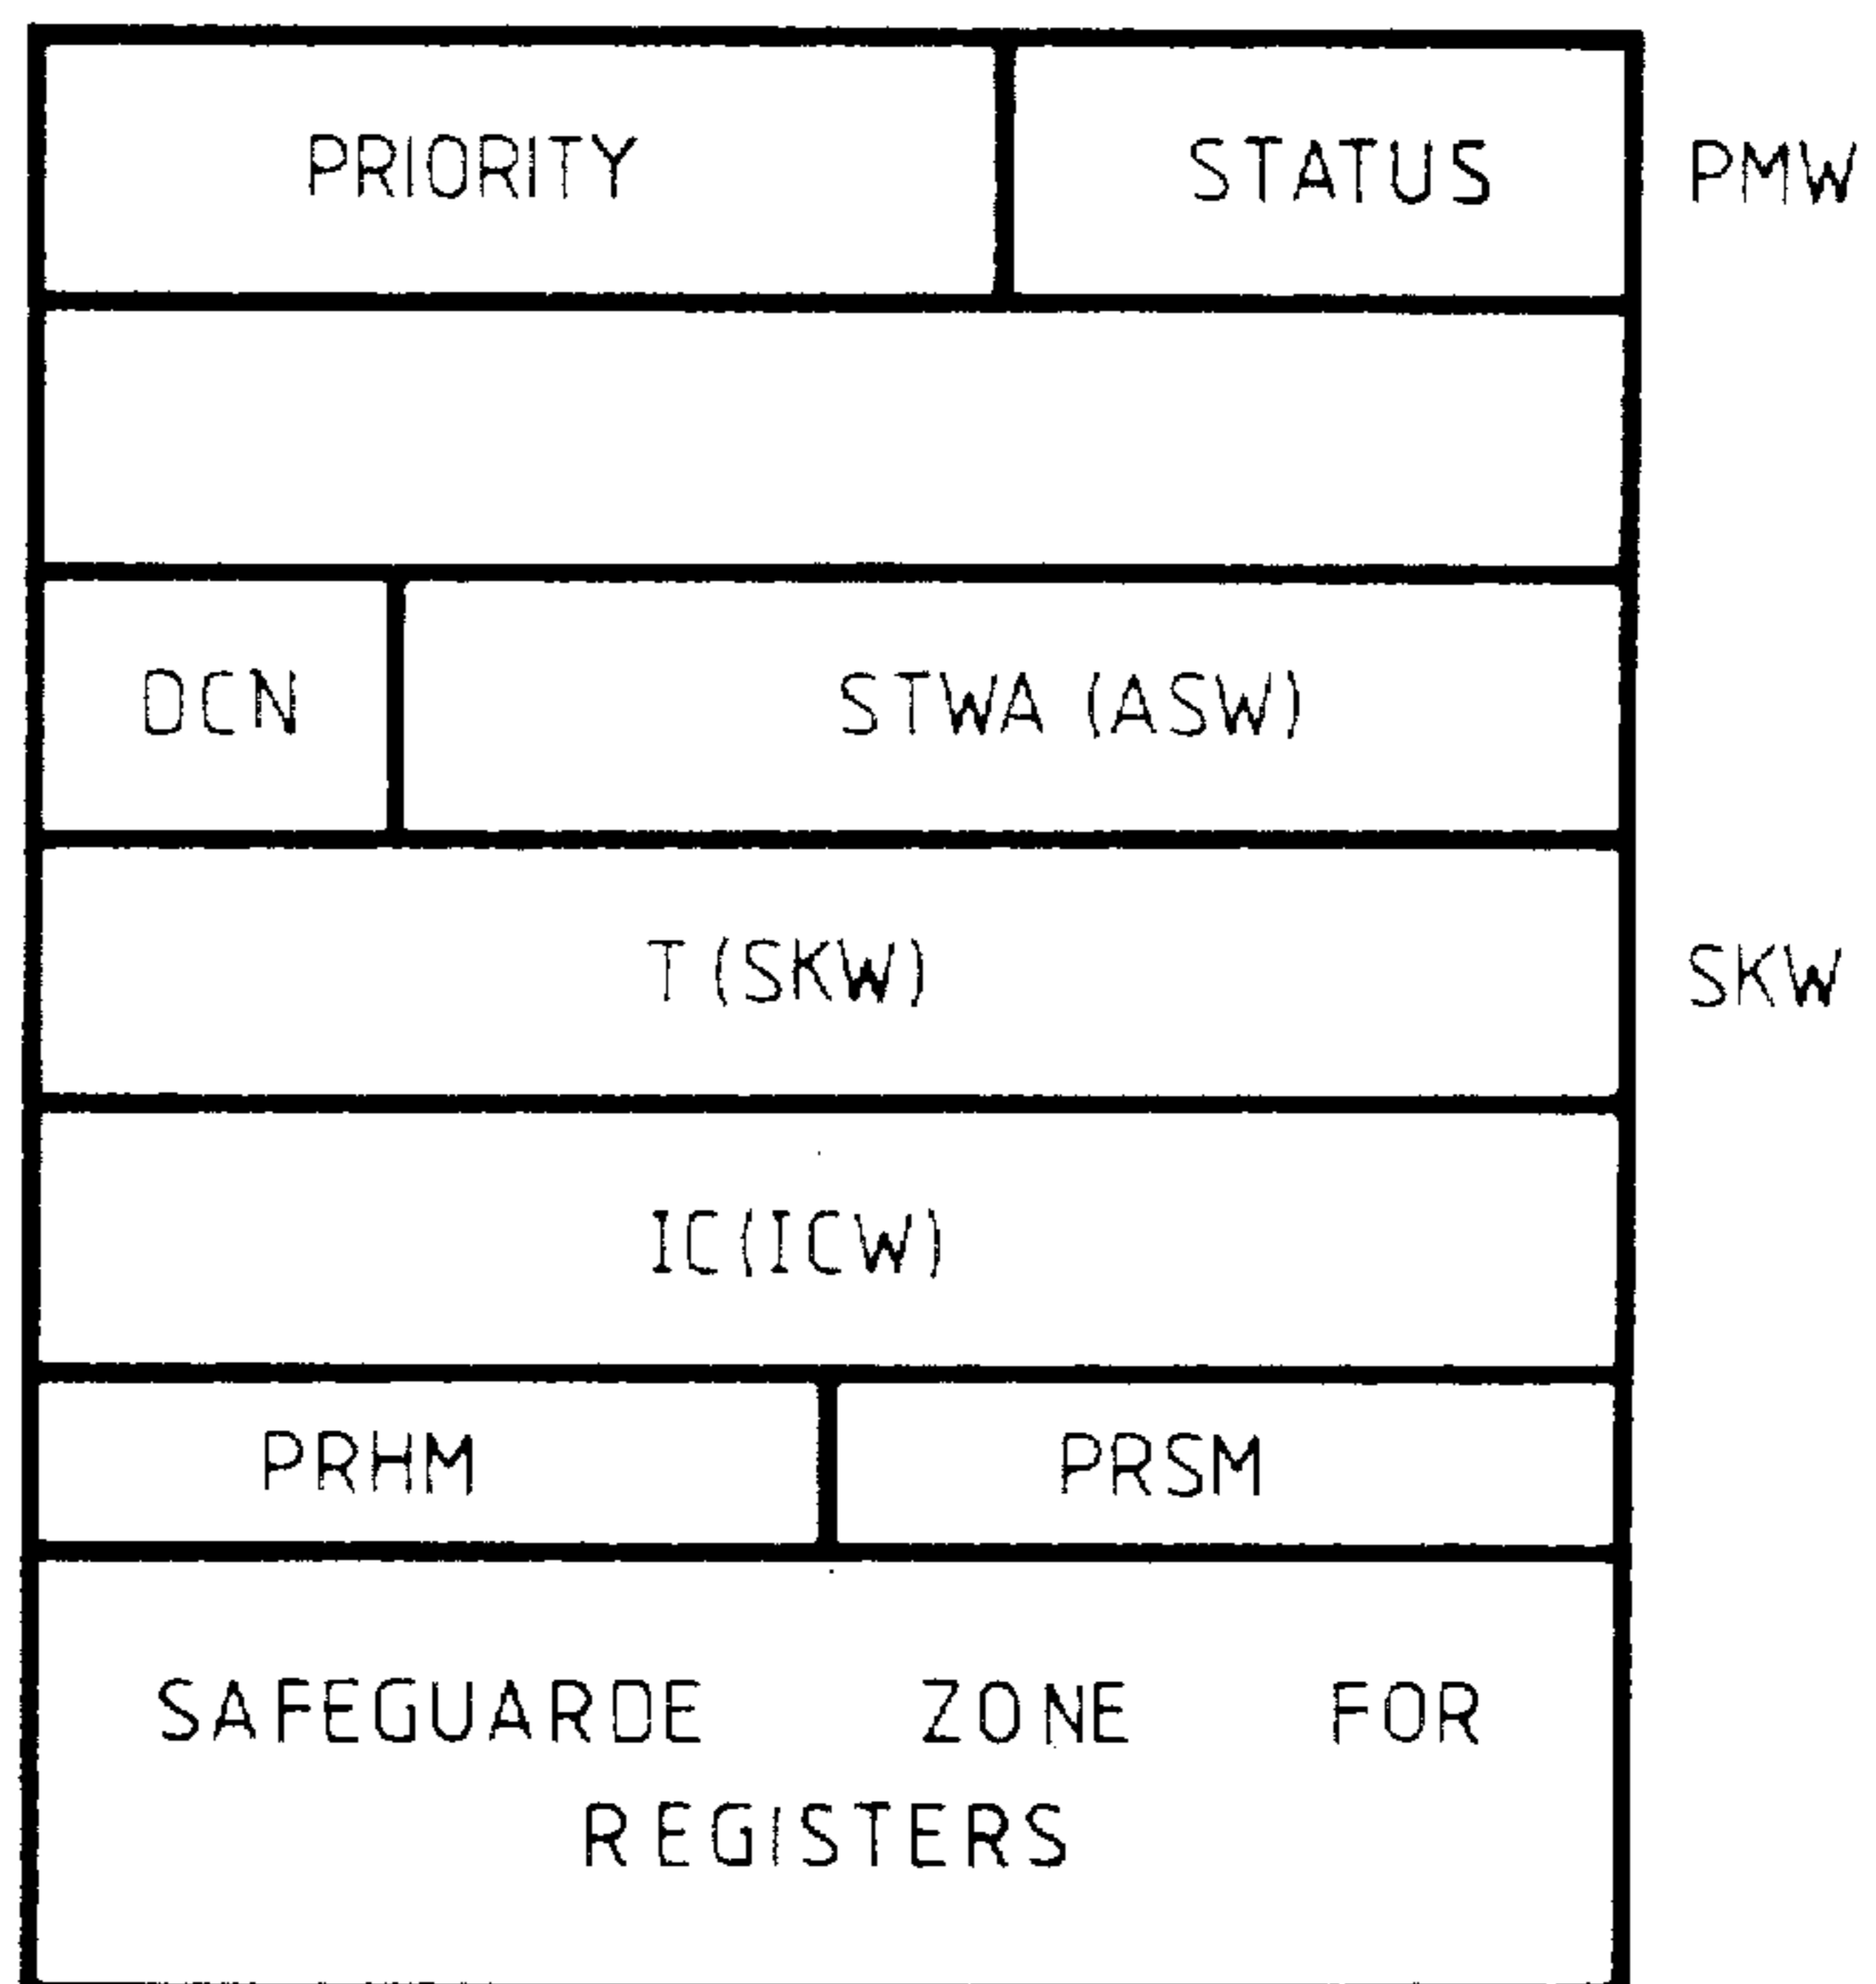 PRIORITY STATUS PMW
DCN STWA (ASW)
T (SKW) SKW
IC(ICW)
PRHM PRSM
SAFEGUARDE ZONE FOR
REGISTERS